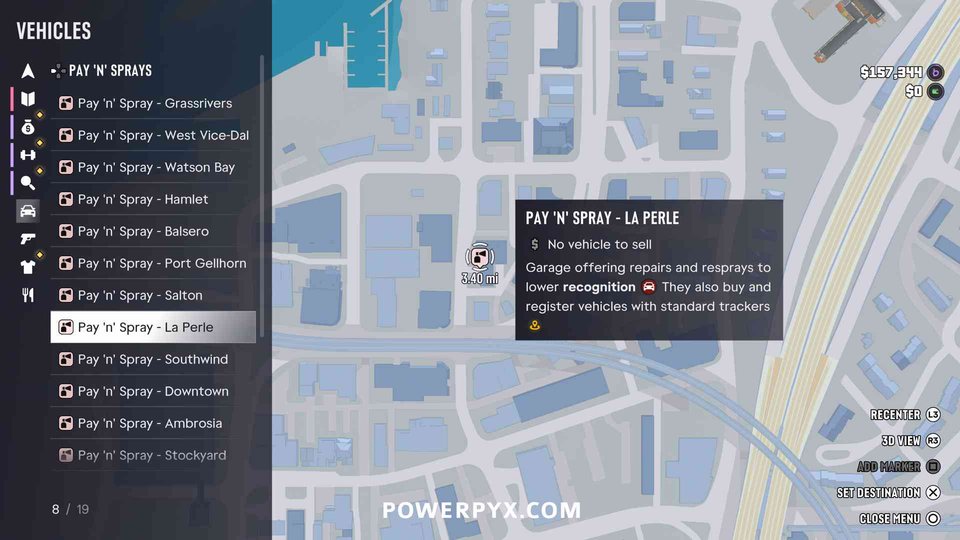 VEHICLES
PAY 'N' SPRAYS
Pay 'n' Spray - Grassrivers
Pay 'n' Spray - West Vice-Dal
Pay 'n' Spray - Watson Bay
Pay 'n' Spray - Hamlet
Pay 'n' Spray - Balsero
Pay 'n' Spray - Port Gellhorn
Pay 'n' Spray - Salton
Pay 'n' Spray - La Perle
Pay 'n' Spray - Southwind
Pay 'n' Spray - Downtown
Pay 'n' Spray - Ambrosia
Pay 'n' Spray - Stockyard
8 / 19
3.40 mi
PAY 'N' SPRAY - LA PERLE
$ No vehicle to sell
Garage offering repairs and resprays to
lower recognition They also buy and
register vehicles with standard trackers
$157,344
$0
RECENTER L3
3D VIEW R3
ADD MARKER
SET DESTINATION
CLOSE MENU
POWERPYX.COM